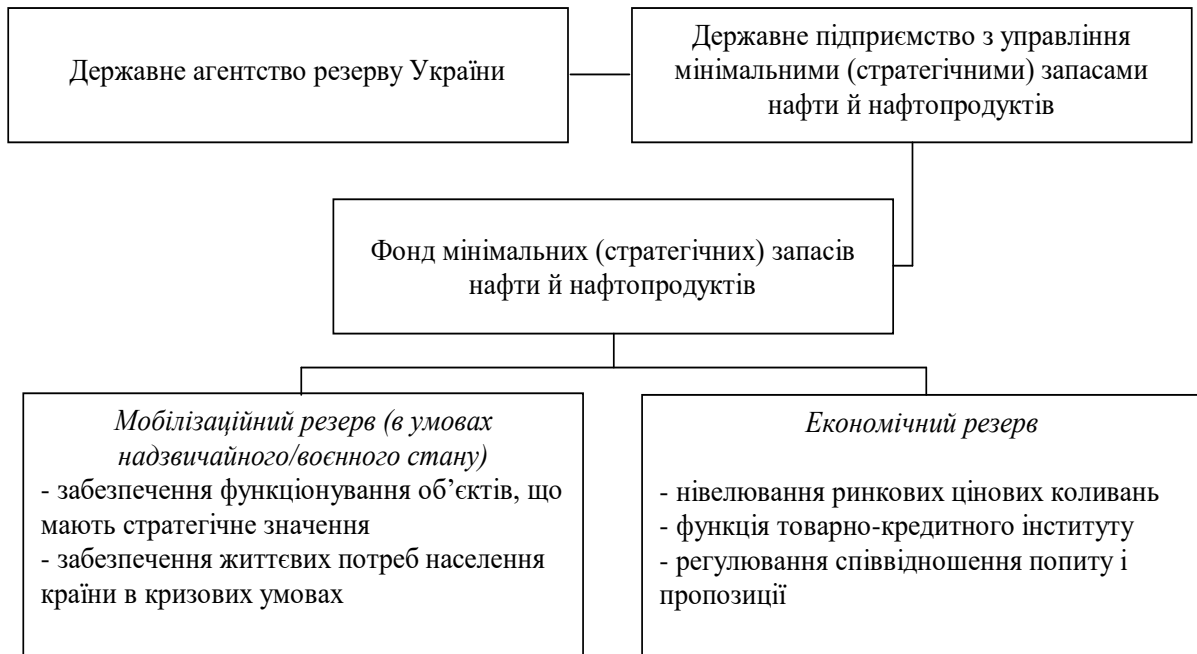 Державне агентство резерву України
Державне підприємство з управління
мінімальними (стратегічними) запасами
нафти й нафтопродуктів
Фонд мінімальних (стратегічних) запасів
нафти й нафтопродуктів
Мобілізаційний резерв (в умовах
надзвичайного/воєнного стану)
- забезпечення функціонування об’єктів, що
мають стратегічне значення
- забезпечення життєвих потреб населення
країни в кризових умовах
Економічний резерв
- нівелювання ринкових цінових коливань
- функція товарно-кредитного інституту
- регулювання співвідношення попиту і
пропозиції